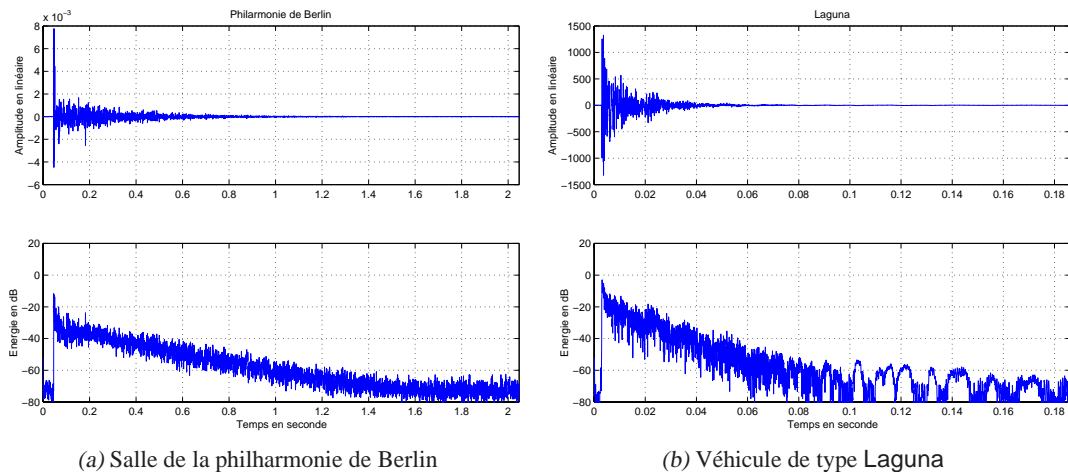 Philarmonie de Berlin
x 10⁻³
8
6
4
2
0
−2
−4
−6
Amplitude en linéaire
0 0.2 0.4 0.6 0.8 1 1.2 1.4 1.6 1.8 2
20
0
−20
−40
−60
−80
Energie en dB
0 0.2 0.4 0.6 0.8 1 1.2 1.4 1.6 1.8 2
Temps en seconde
(a) Salle de la philharmonie de Berlin
Laguna
1500
1000
500
0
−500
−1000
−1500
Amplitude en linéaire
0 0.02 0.04 0.06 0.08 0.1 0.12 0.14 0.16 0.18
20
0
−20
−40
−60
−80
Energie en dB
0 0.02 0.04 0.06 0.08 0.1 0.12 0.14 0.16 0.18
Temps en seconde
(b) Véhicule de type Laguna